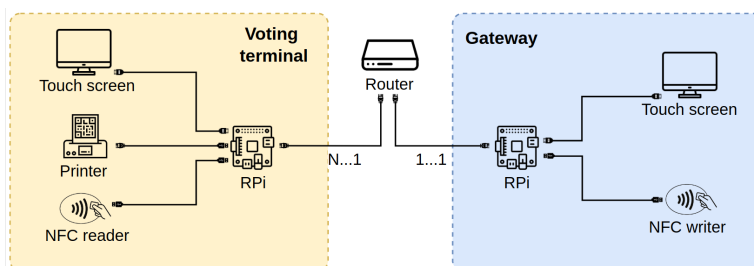 Voting
terminal
Touch screen
Printer
NFC reader
RPi
N...1
Router
1...1
Gateway
RPi
Touch screen
NFC writer